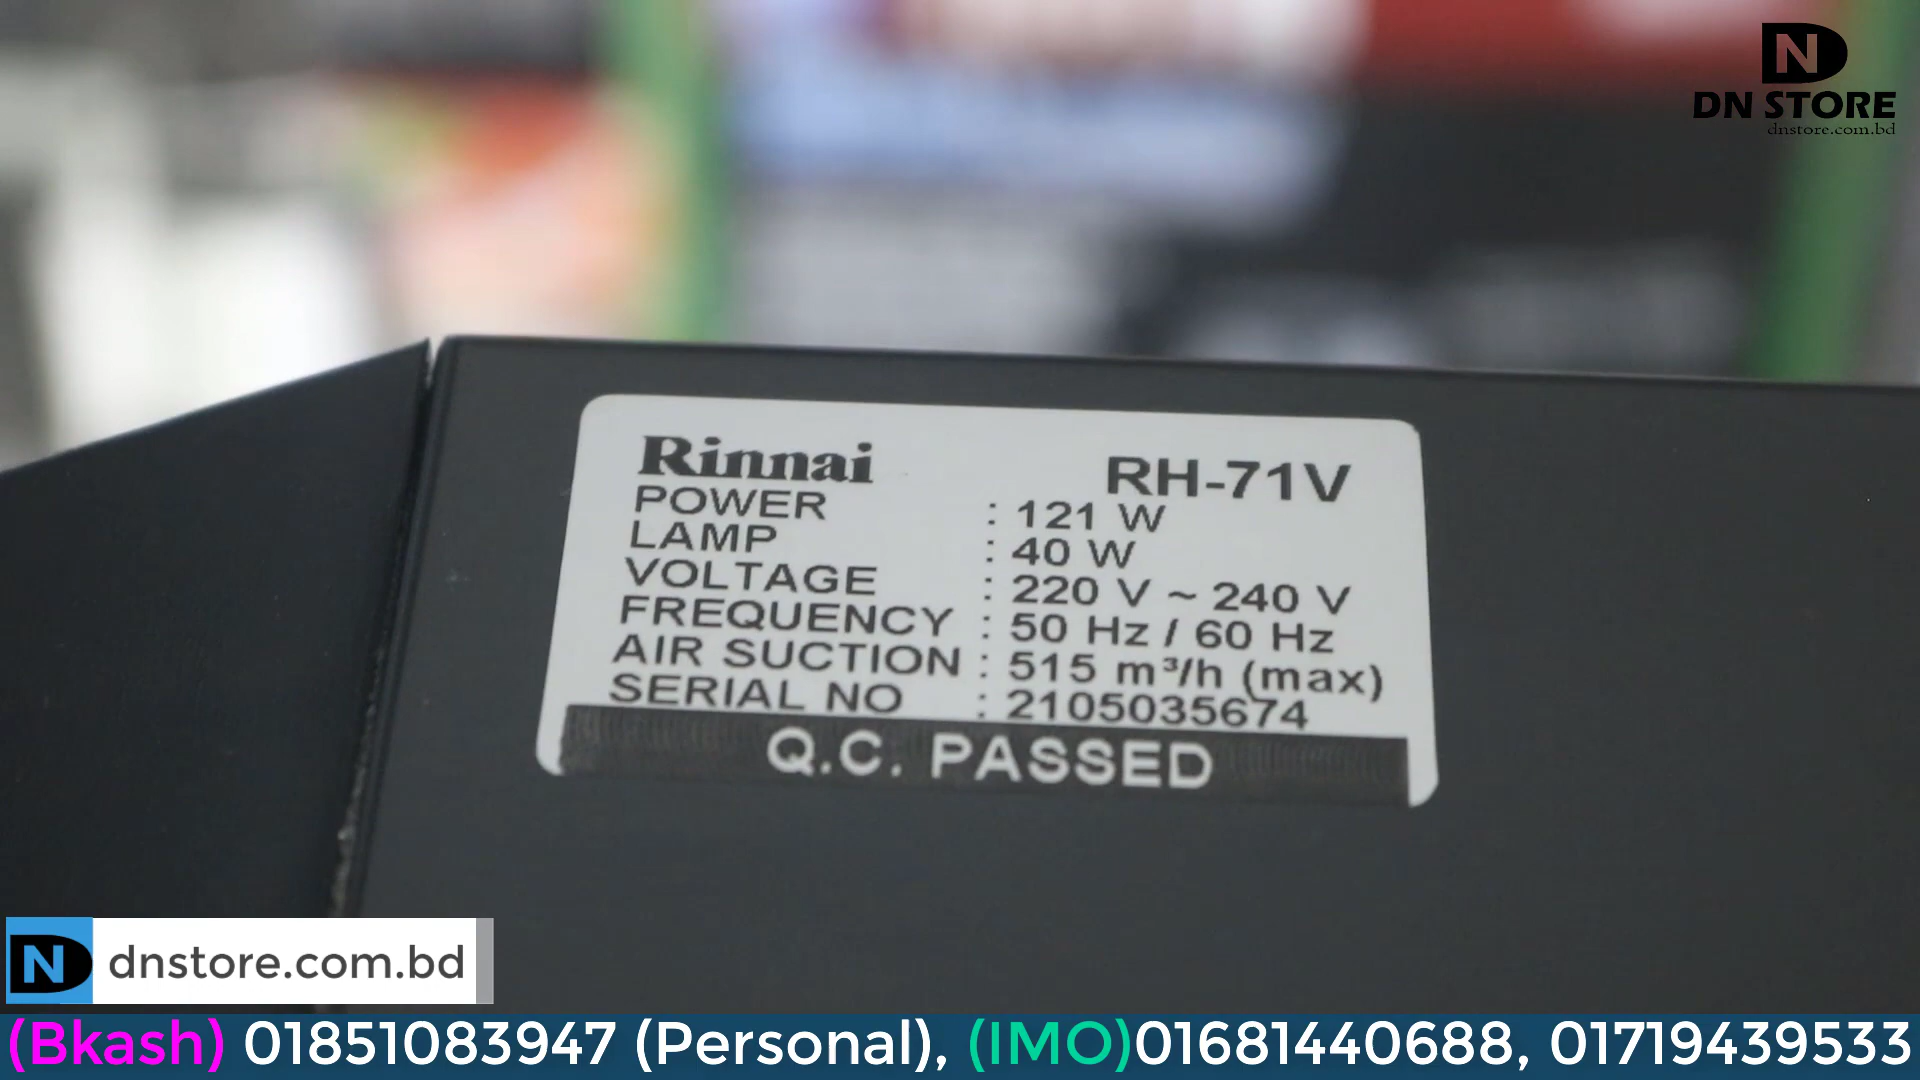 DN
DN STORE
dnstore.com.bd
Rinnai RH-71V
POWER : 121 W
LAMP : 40 W
VOLTAGE : 220 V ~ 240 V
FREQUENCY : 50 Hz / 60 Hz
AIR SUCTION : 515 m³/h (max)
SERIAL NO : 2105035674
Q.C. PASSED
DN dnstore.com.bd
(Bkash) 01851083947 (Personal), (IMO)01681440688, 01719439533